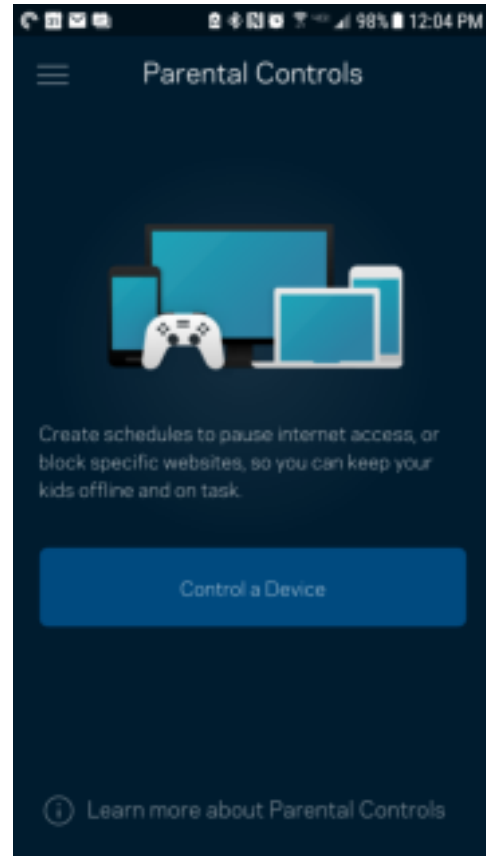 98% 12:04 PM
Parental Controls
Create schedules to pause internet access, or
block specific websites, so you can keep your
kids offline and on task.
Control a Device
Learn more about Parental Controls